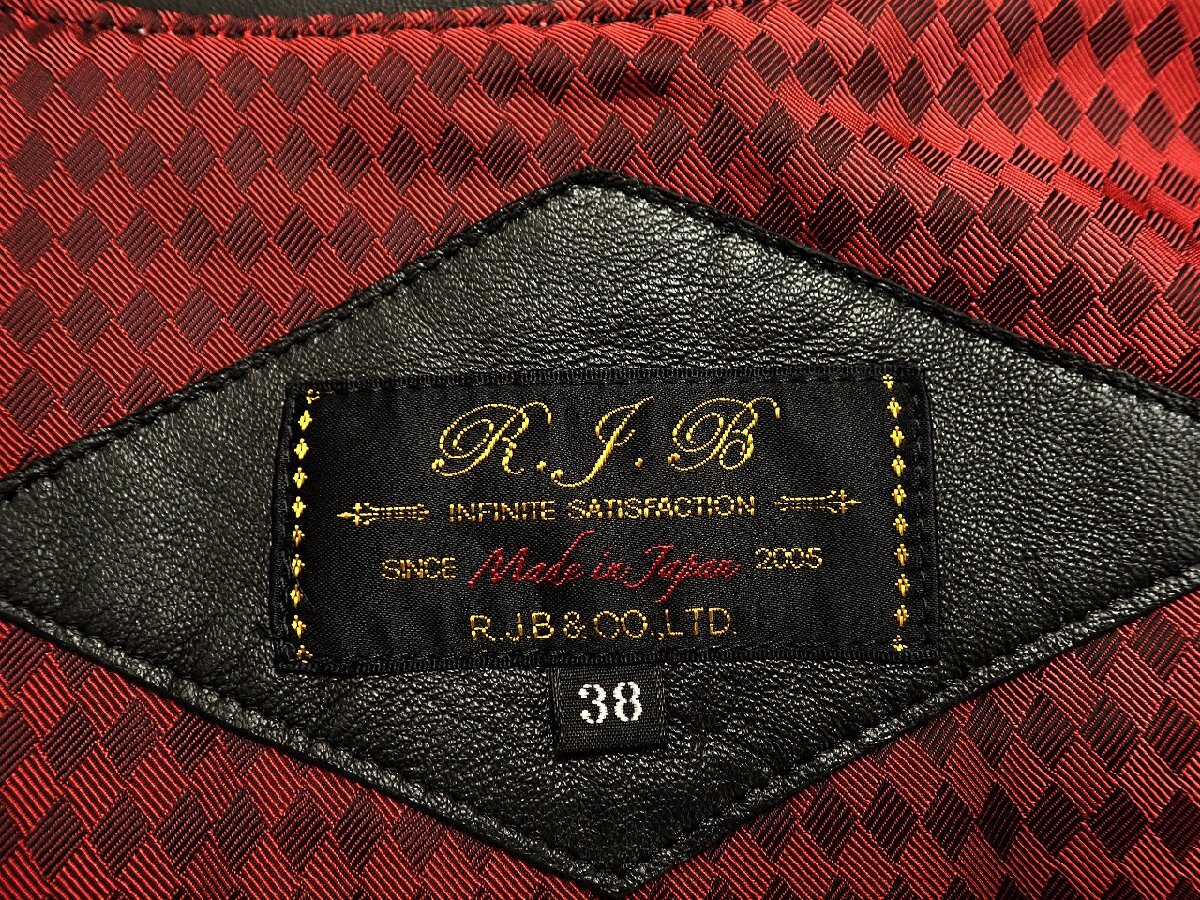 R.J.B
INFINITE SATISFACTION
SINCE Made in Japan 2005
R.J.B & CO.,LTD.
38